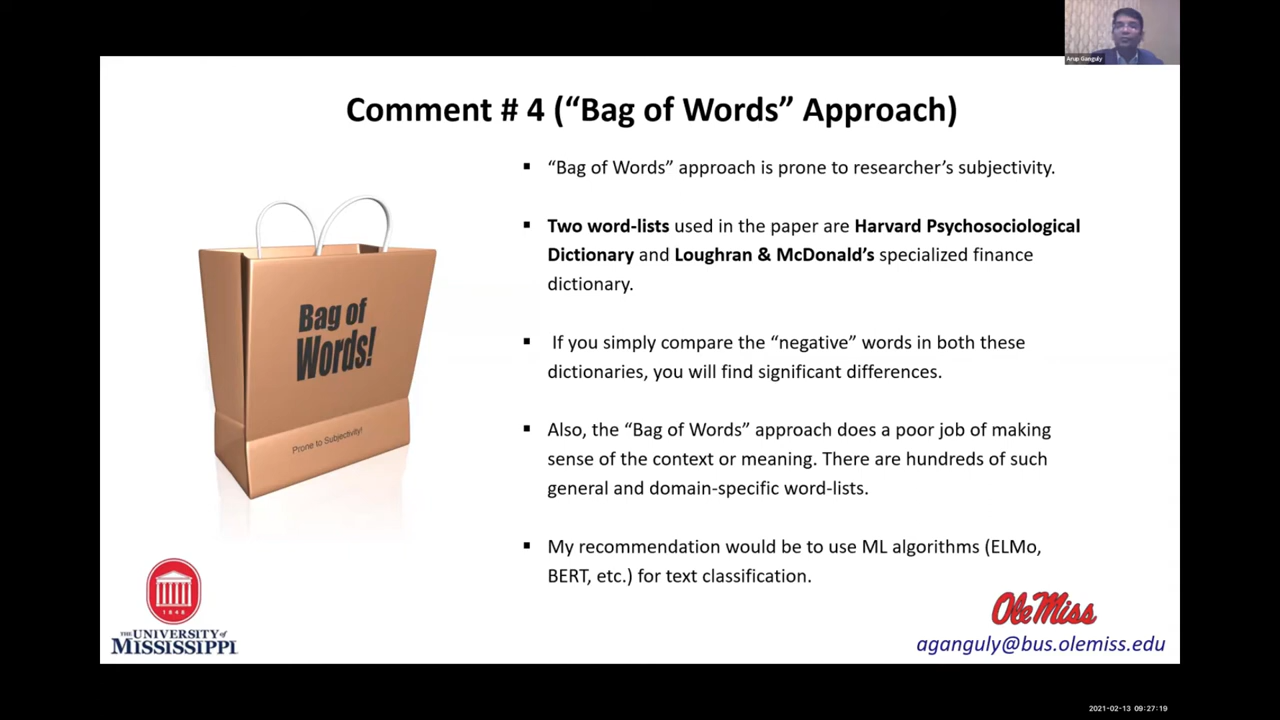 Arup Ganguly
Comment # 4 (“Bag of Words” Approach)
▪ “Bag of Words” approach is prone to researcher’s subjectivity.
▪ Two word-lists used in the paper are Harvard Psychosociological
Dictionary and Loughran & McDonald’s specialized finance
dictionary.
▪ If you simply compare the “negative” words in both these
dictionaries, you will find significant differences.
▪ Also, the “Bag of Words” approach does a poor job of making
sense of the context or meaning. There are hundreds of such
general and domain-specific word-lists.
▪ My recommendation would be to use ML algorithms (ELMo,
BERT, etc.) for text classification.
Bag of
Words!
Prone to Subjectivity!
1848
THE UNIVERSITY of
MISSISSIPPI
Ole Miss
aganguly@bus.olemiss.edu
2021-02-13 09:27:19